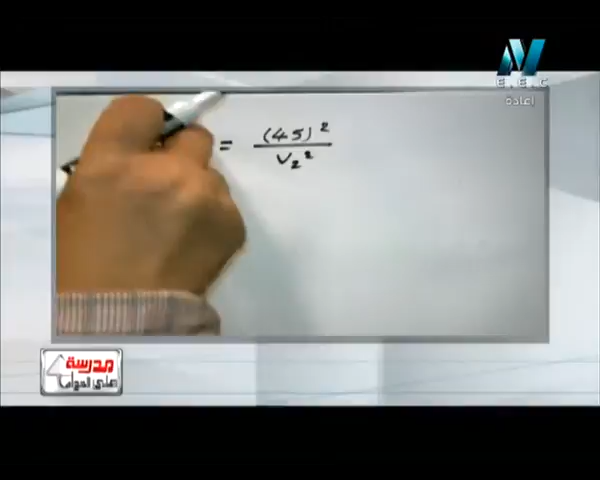 E.E.C
إعادة
= (45)² / V₂²
مدرسة
على الهواء